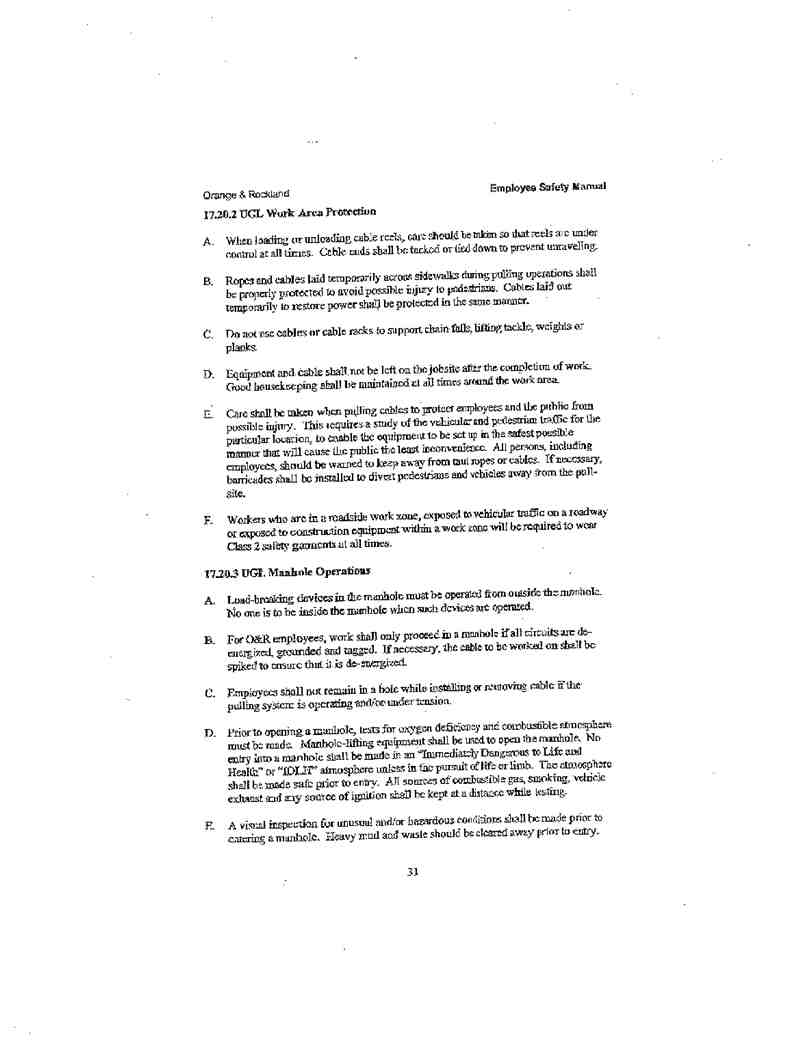 Orange & Rockland
Employee Safety Manual
17.20.2 UGL Work Area Protection
A. When loading or unloading cable reels, care should be taken so that reels are under
control at all times. Cable ends shall be tacked or tied down to prevent unraveling.
B. Ropes and cables laid temporarily across sidewalks during pulling operations shall
be properly protected to avoid possible injury to pedestrians. Cables laid out
temporarily to restore power shall be protected in the same manner.
C. Do not use cables or cable racks to support chain falls, lifting tackle, weights or
planks.
D. Equipment and cable shall not be left on the jobsite after the completion of work.
Good housekeeping shall be maintained at all times around the work area.
E. Care shall be taken when pulling cables to protect employees and the public from
possible injury. This requires a study of the vehicular and pedestrian traffic for the
particular location, to enable the equipment to be set up in the safest possible
manner that will cause the public the least inconvenience. All persons, including
employees, should be warned to keep away from taut ropes or cables. If necessary,
barricades shall be installed to divert pedestrians and vehicles away from the pull-
site.
F. Workers who are in a roadside work zone, exposed to vehicular traffic on a roadway
or exposed to construction equipment within a work zone will be required to wear
Class 2 safety garments at all times.
17.20.3 UGL Manhole Operations
A. Load-breaking devices in the manhole must be operated from outside the manhole.
No one is to be inside the manhole when such devices are operated.
B. For O&R employees, work shall only proceed in a manhole if all circuits are de-
energized, grounded and tagged. If necessary, the cable to be worked on shall be
spiked to ensure that it is de-energized.
C. Employees shall not remain in a hole while installing or removing cable if the
pulling system is operating and/or under tension.
D. Prior to opening a manhole, tests for oxygen deficiency and combustible atmosphere
must be made. Manhole-lifting equipment shall be used to open the manhole. No
entry into a manhole shall be made in an "Immediately Dangerous to Life and
Health" or "IDLH" atmosphere unless in the pursuit of life or limb. The atmosphere
shall be made safe prior to entry. All sources of combustible gas, smoking, vehicle
exhaust and any source of ignition shall be kept at a distance while testing.
E. A visual inspection for unusual and/or hazardous conditions shall be made prior to
entering a manhole. Heavy mud and waste should be cleared away prior to entry.
31